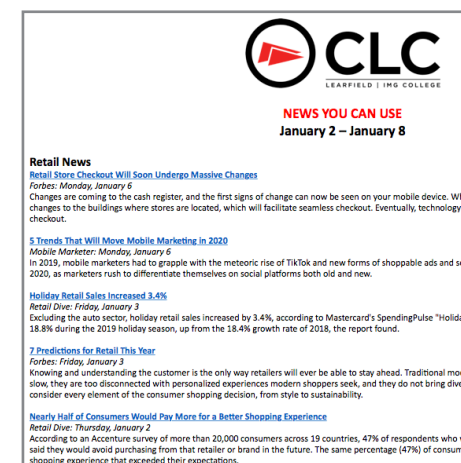 CLC
LEARFIELD | IMG COLLEGE
NEWS YOU CAN USE
January 2 – January 8
Retail News
Retail Store Checkout Will Soon Undergo Massive Changes
Forbes: Monday, January 6
Changes are coming to the cash register, and the first signs of change can now be seen on your mobile device.
changes to the buildings where stores are located, which will facilitate seamless checkout. Eventually, technology
checkout.
5 Trends That Will Move Mobile Marketing in 2020
Mobile Marketer: Monday, January 6
In 2019, mobile marketers had to grapple with the meteoric rise of TikTok and new forms of shoppable ads and
2020, as marketers rush to differentiate themselves on social platforms both old and new.
Holiday Retail Sales Increased 3.4%
Retail Dive: Friday, January 3
Excluding the auto sector, holiday retail sales increased by 3.4%, according to Mastercard's SpendingPulse
18.8% during the 2019 holiday season, up from the 18.4% growth rate of 2018, the report found.
7 Predictions for Retail This Year
Forbes: Friday, January 3
Knowing and understanding the customer is the only way retailers will ever be able to stay ahead. Traditional
slow, they are too disconnected with personalized experiences modern shoppers seek, and they do not bring
consider every element of the consumer shopping decision, from style to sustainability.
Nearly Half of Consumers Would Pay More for a Better Shopping Experience
Retail Dive: Thursday, January 2
According to an Accenture survey of more than 20,000 consumers across 19 countries, 47% of respondents who
said they would avoid purchasing from that retailer or brand in the future. The same percentage (47%) of
shopping experience that exceeded their expectations.